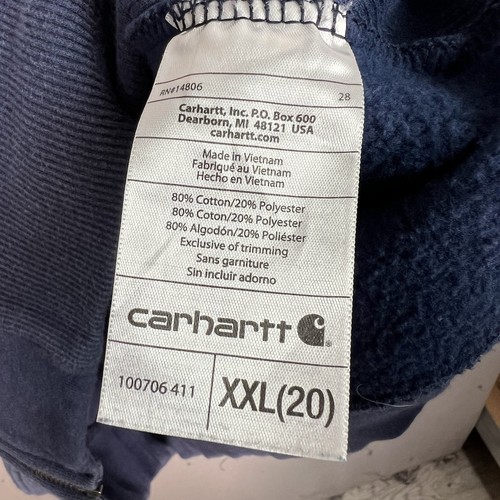 RN#14806
28
Carhartt, Inc. P.O. Box 600
Dearborn, MI 48121 USA
carhartt.com
Made in Vietnam
Fabriqué au Vietnam
Hecho en Vietnam
80% Cotton/20% Polyester
80% Coton/20% Polyester
80% Algodón/20% Poliéster
Exclusive of trimming
Sans garniture
Sin incluir adorno
carhartt
100706 411
XXL(20)